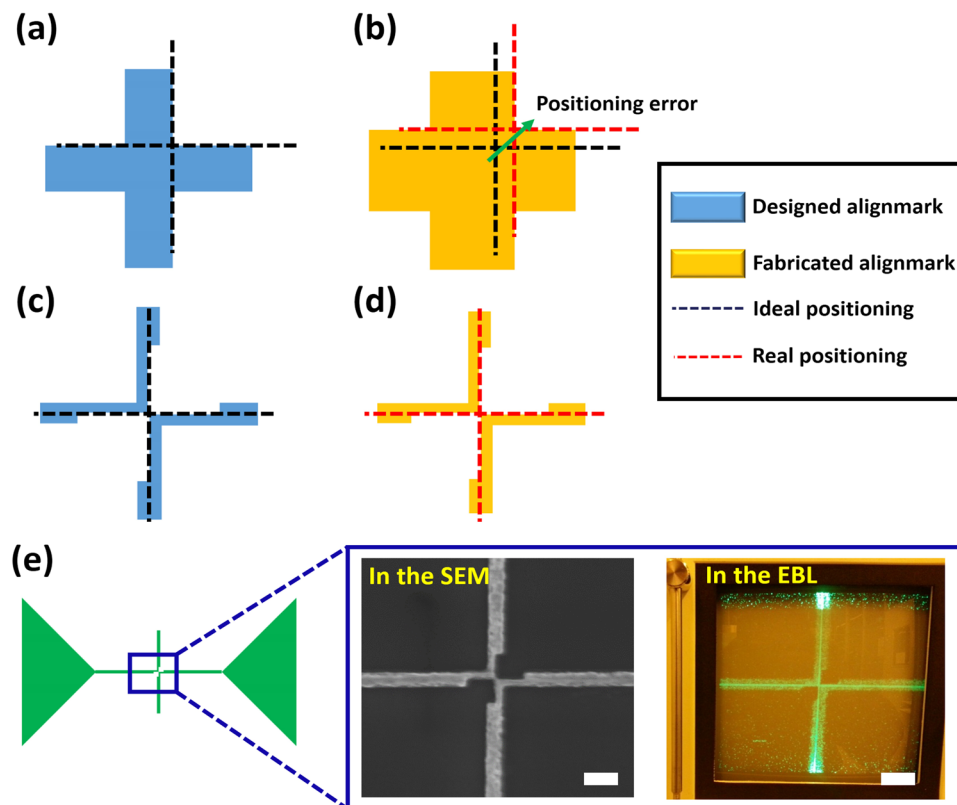 (a)
(b)
Positioning error
Designed alignmark
Fabricated alignmark
Ideal positioning
Real positioning
(c)
(d)
(e)
In the SEM
In the EBL